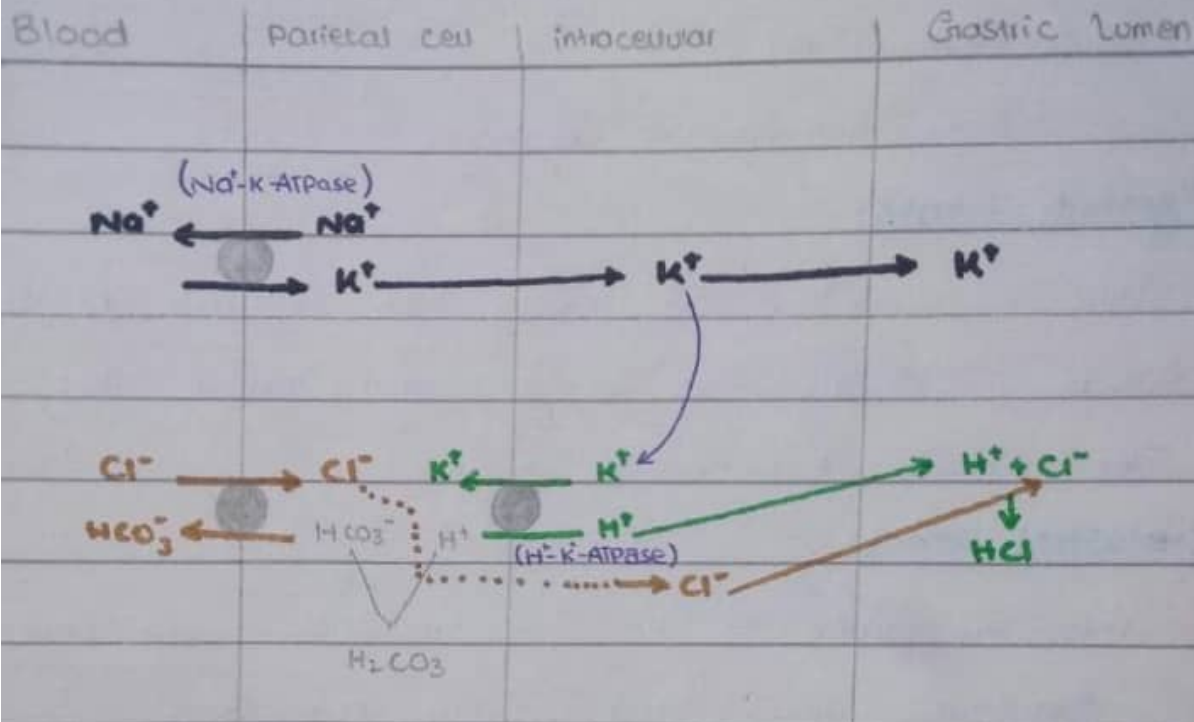 Blood parietal cell intracellular Gastric Lumen
(Na⁺-K-ATpase)
Na⁺ Na⁺
K⁺ K⁺ K⁺
Cl⁻ Cl⁻ K⁺ K⁺ H⁺ + Cl⁻
HCO₃⁻ HCO₃⁻ H⁺ H⁺
(H⁺-K⁺-ATPase) HCl
Cl⁻
H₂CO₃